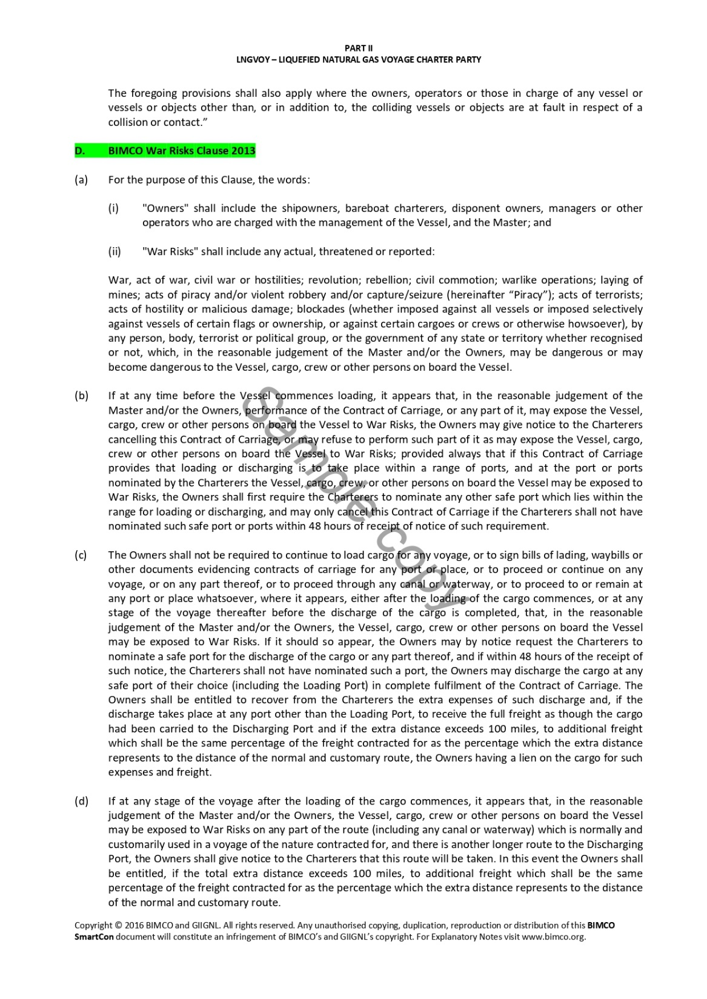 PART II
LNGVOY – LIQUEFIED NATURAL GAS VOYAGE CHARTER PARTY
The foregoing provisions shall also apply where the owners, operators or those in charge of any vessel or
vessels or objects other than, or in addition to, the colliding vessels or objects are at fault in respect of a
collision or contact.”
D. BIMCO War Risks Clause 2013
(a) For the purpose of this Clause, the words:
(i) "Owners" shall include the shipowners, bareboat charterers, disponent owners, managers or other
operators who are charged with the management of the Vessel, and the Master; and
(ii) "War Risks" shall include any actual, threatened or reported:
War, act of war, civil war or hostilities; revolution; rebellion; civil commotion; warlike operations; laying of
mines; acts of piracy and/or violent robbery and/or capture/seizure (hereinafter “Piracy”); acts of terrorists;
acts of hostility or malicious damage; blockades (whether imposed against all vessels or imposed selectively
against vessels of certain flags or ownership, or against certain cargoes or crews or otherwise howsoever), by
any person, body, terrorist or political group, or the government of any state or territory whether recognised
or not, which, in the reasonable judgement of the Master and/or the Owners, may be dangerous or may
become dangerous to the Vessel, cargo, crew or other persons on board the Vessel.
(b) If at any time before the Vessel commences loading, it appears that, in the reasonable judgement of the
Master and/or the Owners, performance of the Contract of Carriage, or any part of it, may expose the Vessel,
cargo, crew or other persons on board the Vessel to War Risks, the Owners may give notice to the Charterers
cancelling this Contract of Carriage, or may refuse to perform such part of it as may expose the Vessel, cargo,
crew or other persons on board the Vessel to War Risks; provided always that if this Contract of Carriage
provides that loading or discharging is to take place within a range of ports, and at the port or ports
nominated by the Charterers the Vessel, cargo, crew, or other persons on board the Vessel may be exposed to
War Risks, the Owners shall first require the Charterers to nominate any other safe port which lies within the
range for loading or discharging, and may only cancel this Contract of Carriage if the Charterers shall not have
nominated such safe port or ports within 48 hours of receipt of notice of such requirement.
(c) The Owners shall not be required to continue to load cargo for any voyage, or to sign bills of lading, waybills or
other documents evidencing contracts of carriage for any port or place, or to proceed or continue on any
voyage, or on any part thereof, or to proceed through any canal or waterway, or to proceed to or remain at
any port or place whatsoever, where it appears, either after the loading of the cargo commences, or at any
stage of the voyage thereafter before the discharge of the cargo is completed, that, in the reasonable
judgement of the Master and/or the Owners, the Vessel, cargo, crew or other persons on board the Vessel
may be exposed to War Risks. If it should so appear, the Owners may by notice request the Charterers to
nominate a safe port for the discharge of the cargo or any part thereof, and if within 48 hours of the receipt of
such notice, the Charterers shall not have nominated such a port, the Owners may discharge the cargo at any
safe port of their choice (including the Loading Port) in complete fulfilment of the Contract of Carriage. The
Owners shall be entitled to recover from the Charterers the extra expenses of such discharge and, if the
discharge takes place at any port other than the Loading Port, to receive the full freight as though the cargo
had been carried to the Discharging Port and if the extra distance exceeds 100 miles, to additional freight
which shall be the same percentage of the freight contracted for as the percentage which the extra distance
represents to the distance of the normal and customary route, the Owners having a lien on the cargo for such
expenses and freight.
(d) If at any stage of the voyage after the loading of the cargo commences, it appears that, in the reasonable
judgement of the Master and/or the Owners, the Vessel, cargo, crew or other persons on board the Vessel
may be exposed to War Risks on any part of the route (including any canal or waterway) which is normally and
customarily used in a voyage of the nature contracted for, and there is another longer route to the Discharging
Port, the Owners shall give notice to the Charterers that this route will be taken. In this event the Owners shall
be entitled, if the total extra distance exceeds 100 miles, to additional freight which shall be the same
percentage of the freight contracted for as the percentage which the extra distance represents to the distance
of the normal and customary route.
Copyright © 2016 BIMCO and GIIGNL. All rights reserved. Any unauthorised copying, duplication, reproduction or distribution of this BIMCO
SmartCon document will constitute an infringement of BIMCO’s and GIIGNL’s copyright. For Explanatory Notes visit www.bimco.org.
Sample copy